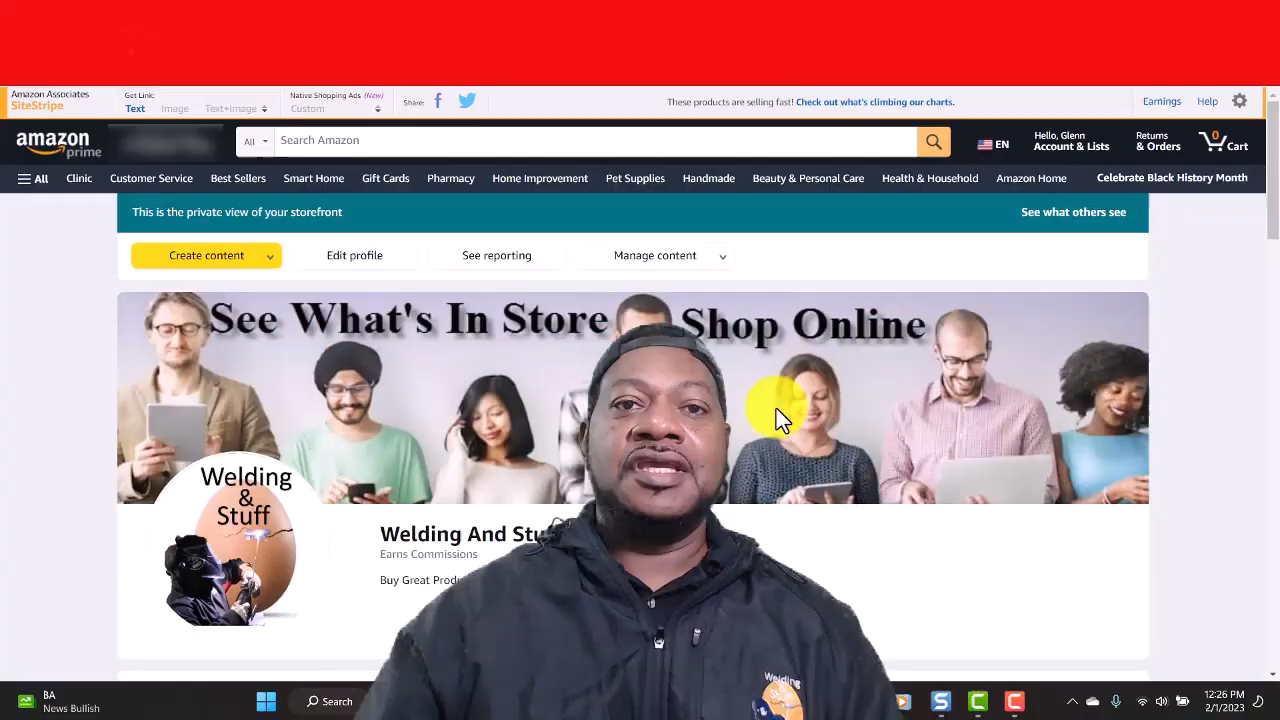 Amazon Associates
SiteStripe
Get Link:
Text Image Text+Image
Native Shopping Ads (New)
Custom
Share:
These products are selling fast! Check out what's climbing our charts.
Earnings Help
amazon
prime
All
Search Amazon
EN
Hello, Glenn
Account & Lists
Returns
& Orders
0
Cart
All Clinic Customer Service Best Sellers Smart Home Gift Cards Pharmacy Home Improvement Pet Supplies Handmade Beauty & Personal Care Health & Household Amazon Home Celebrate Black History Month
This is the private view of your storefront
See what others see
Create content Edit profile See reporting Manage content
See What's In Store Shop Online
Welding
&
Stuff
Welding And
Earns Commissions
Buy Great
Welding
BA
News Bullish
Search
12:26 PM
2/1/2023